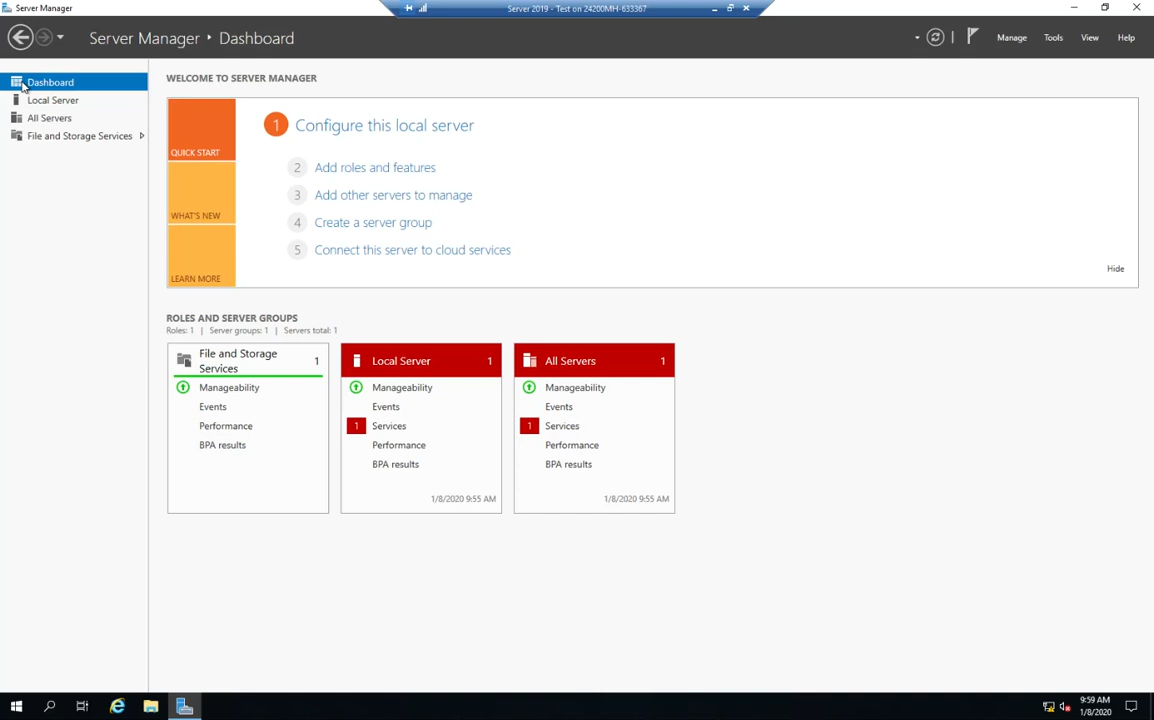 Server Manager
Server 2019 - Test on 24200MH-633367
Server Manager ‣ Dashboard
Manage
Tools
View
Help
Dashboard
Local Server
All Servers
File and Storage Services
WELCOME TO SERVER MANAGER
QUICK START
WHAT'S NEW
LEARN MORE
1 Configure this local server
2 Add roles and features
3 Add other servers to manage
4 Create a server group
5 Connect this server to cloud services
Hide
ROLES AND SERVER GROUPS
Roles: 1 | Server groups: 1 | Servers total: 1
File and Storage
Services
1
Manageability
Events
Performance
BPA results
Local Server 1
Manageability
Events
1 Services
Performance
BPA results
1/8/2020 9:55 AM
All Servers 1
Manageability
Events
1 Services
Performance
BPA results
1/8/2020 9:55 AM
9:59 AM
1/8/2020